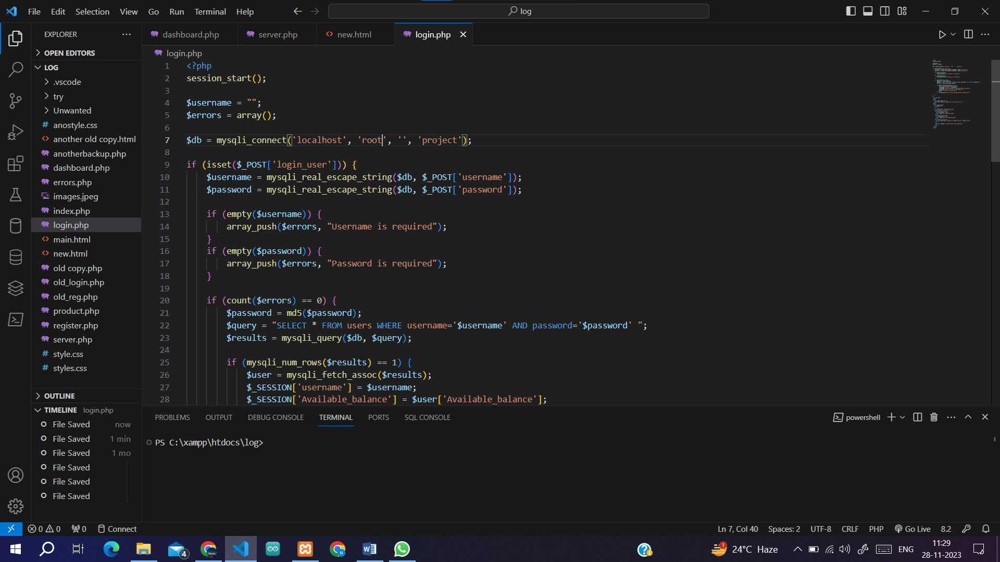 File Edit Selection View Go Run Terminal Help
log
EXPLORER
OPEN EDITORS
LOG
.vscode
try
Unwanted
anostyle.css
another old copy.html
anotherbackup.php
dashboard.php
errors.php
images.jpeg
index.php
login.php
main.html
new.html
old copy.php
old_login.php
old_reg.php
product.php
register.php
server.php
style.css
styles.css
OUTLINE
TIMELINE login.php
File Saved now
File Saved 1 min
File Saved 1 mo
File Saved
File Saved
File Saved
dashboard.php server.php new.html login.php
login.php
1 <?php
2 session_start();
3
4 $username = "";
5 $errors = array();
6
7 $db = mysqli_connect('localhost', 'root', '', 'project');
8
9 if (isset($_POST['login_user'])) {
10 $username = mysqli_real_escape_string($db, $_POST['username']);
11 $password = mysqli_real_escape_string($db, $_POST['password']);
12
13 if (empty($username)) {
14 array_push($errors, "Username is required");
15 }
16 if (empty($password)) {
17 array_push($errors, "Password is required");
18 }
19
20 if (count($errors) == 0) {
21 $password = md5($password);
22 $query = "SELECT * FROM users WHERE username='$username' AND password='$password' ";
23 $results = mysqli_query($db, $query);
24
25 if (mysqli_num_rows($results) == 1) {
26 $user = mysqli_fetch_assoc($results);
27 $_SESSION['username'] = $username;
28 $_SESSION['Available_balance'] = $user['Available_balance'];
PROBLEMS OUTPUT DEBUG CONSOLE TERMINAL PORTS SQL CONSOLE
powershell
PS C:\xampp\htdocs\log>
0 0 0 Connect
Ln 7, Col 40 Spaces: 2 UTF-8 CRLF PHP Go Live 8.2
4
1
24°C Haze
ENG
11:29
28-11-2023